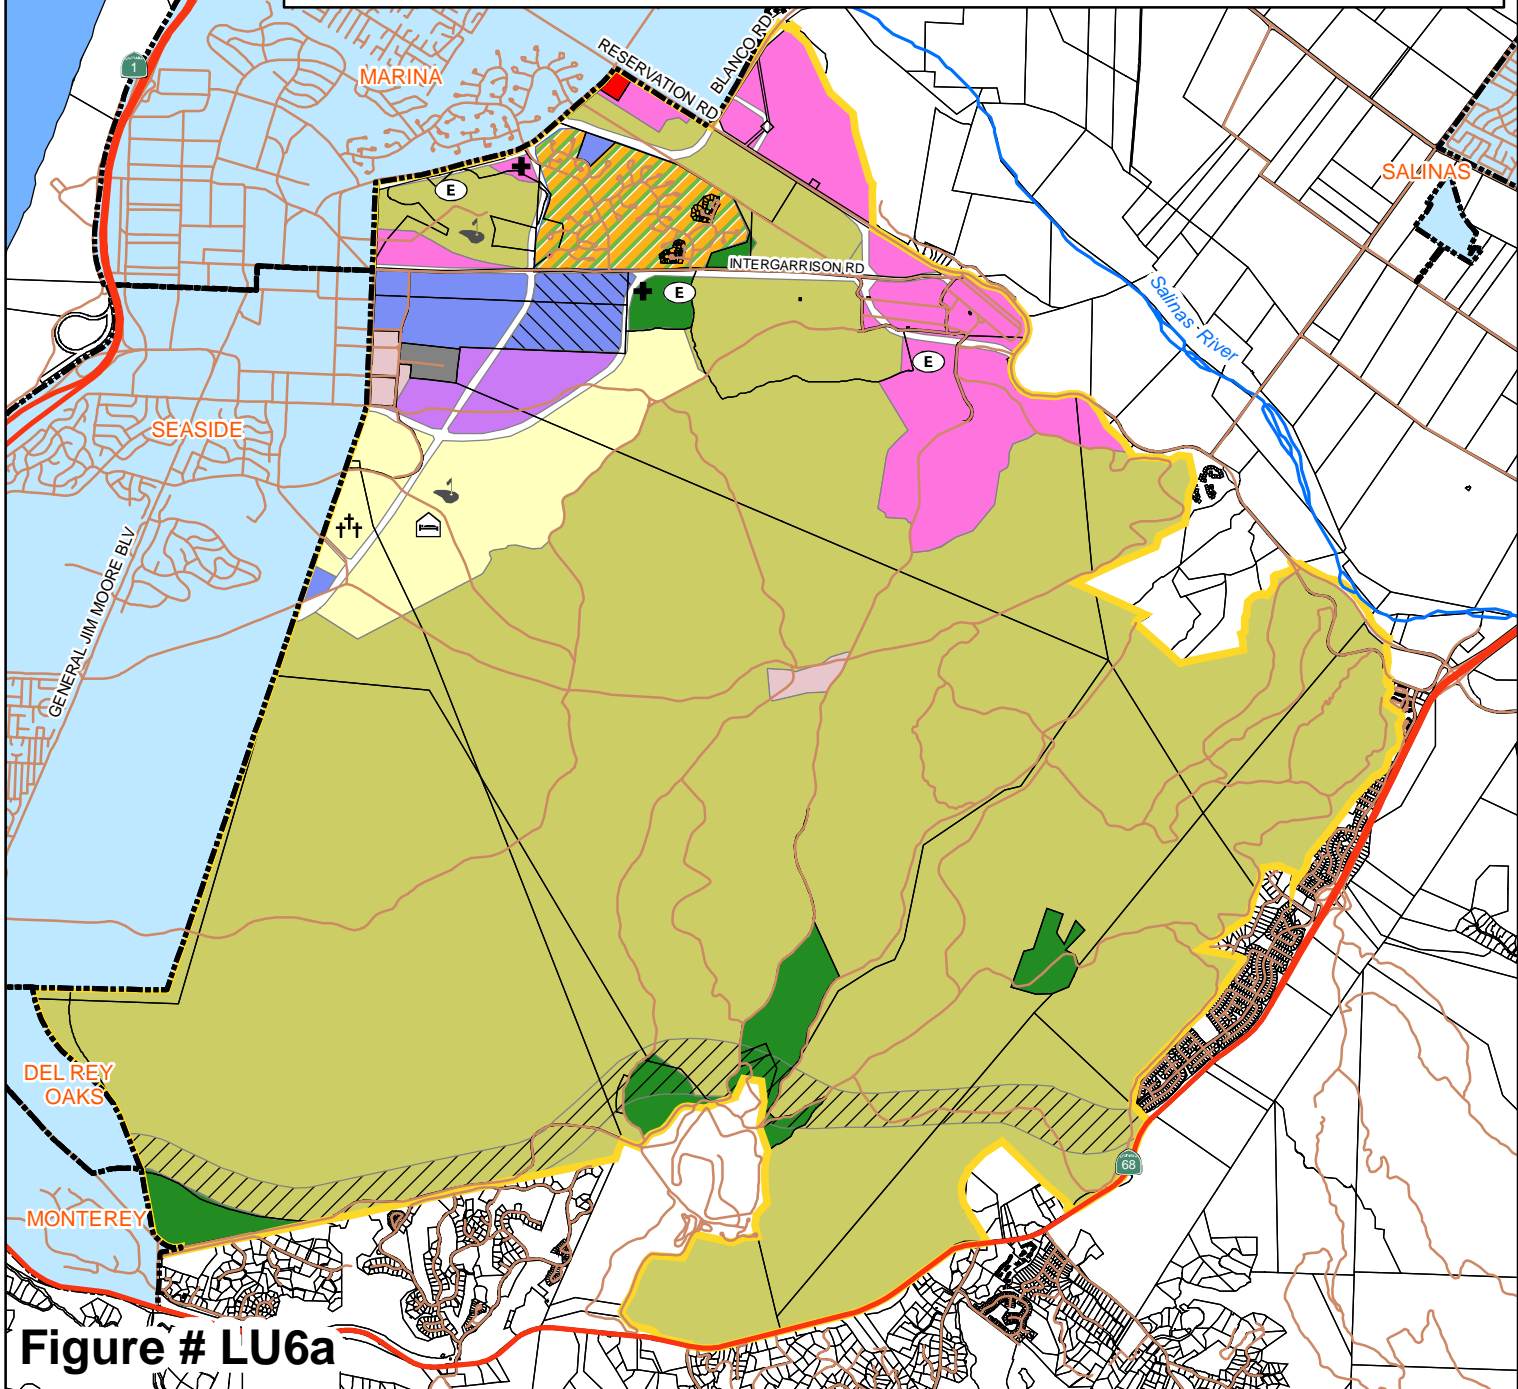 1
MARINA
RESERVATION RD
BLANCO RD
SALINAS
E
INTERGARRISON RD
E
Salinas River
E
SEASIDE
GENERAL JIM MOORE BLV
DEL REY
OAKS
68
MONTEREY
Figure # LU6a